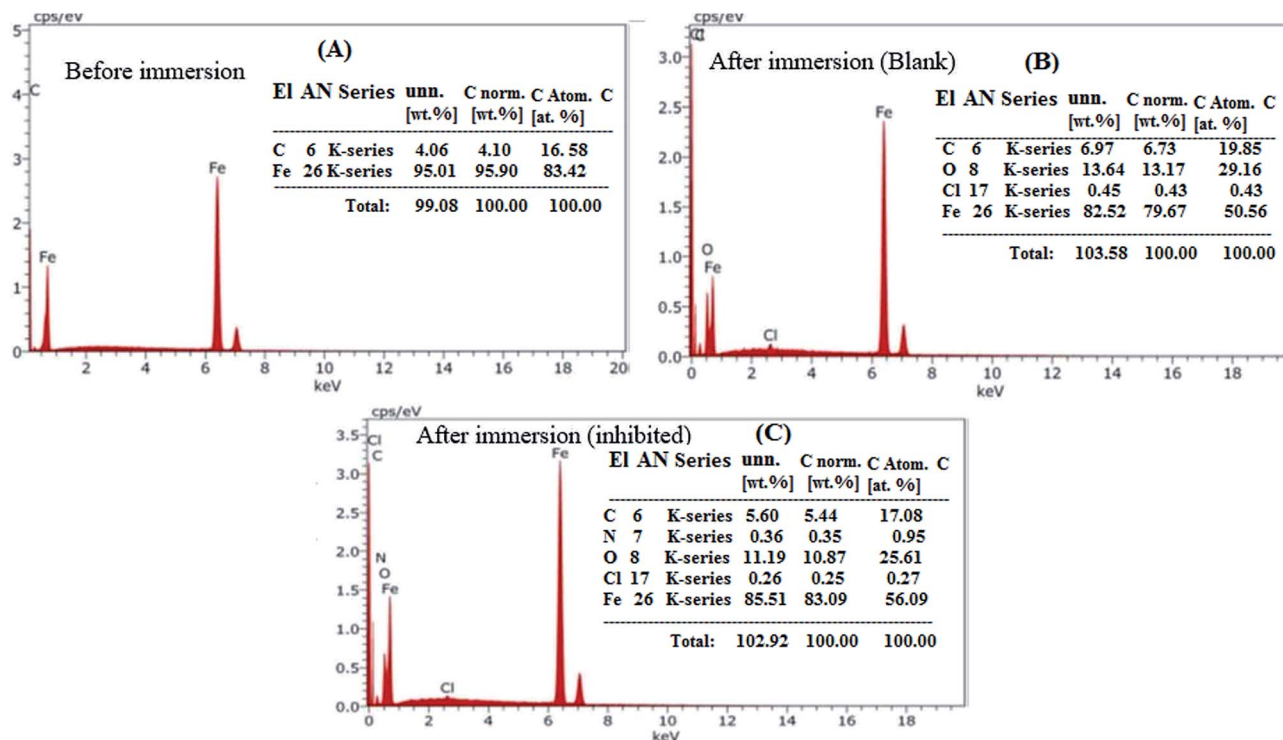 cps/eV
5
4
3
2
1
0
Before immersion
(A)
C
Fe
Fe
El AN Series unn. C norm. C Atom. C
[wt.%] [wt.%] [at. %]
C 6 K-series 4.06 4.10 16.58
Fe 26 K-series 95.01 95.90 83.42
Total: 99.08 100.00 100.00
2 4 6 8 10 12 14 16 18 20
keV
3.0
2.5
2.0
1.5
1.0
0.5
0.0
After immersion (Blank)
(B)
Fe
O
Fe
Cl
El AN Series unn. C norm. C Atom. C
[wt.%] [wt.%] [at. %]
C 6 K-series 6.97 6.73 19.85
O 8 K-series 13.64 13.17 29.16
Cl 17 K-series 0.45 0.43 0.43
Fe 26 K-series 82.52 79.67 50.56
Total: 103.58 100.00 100.00
0 2 4 6 8 10 12 14 16 18
keV
cps/eV
3.5
3.0
2.5
2.0
1.5
1.0
0.5
0.0
After immersion (inhibited)
(C)
Cl
C
N
O
Fe
Cl
Fe
El AN Series unn. C norm. C Atom. C
[wt.%] [wt.%] [at. %]
C 6 K-series 5.60 5.44 17.08
N 7 K-series 0.36 0.35 0.95
O 8 K-series 11.19 10.87 25.61
Cl 17 K-series 0.26 0.25 0.27
Fe 26 K-series 85.51 83.09 56.09
Total: 102.92 100.00 100.00
0 2 4 6 8 10 12 14 16 18
keV